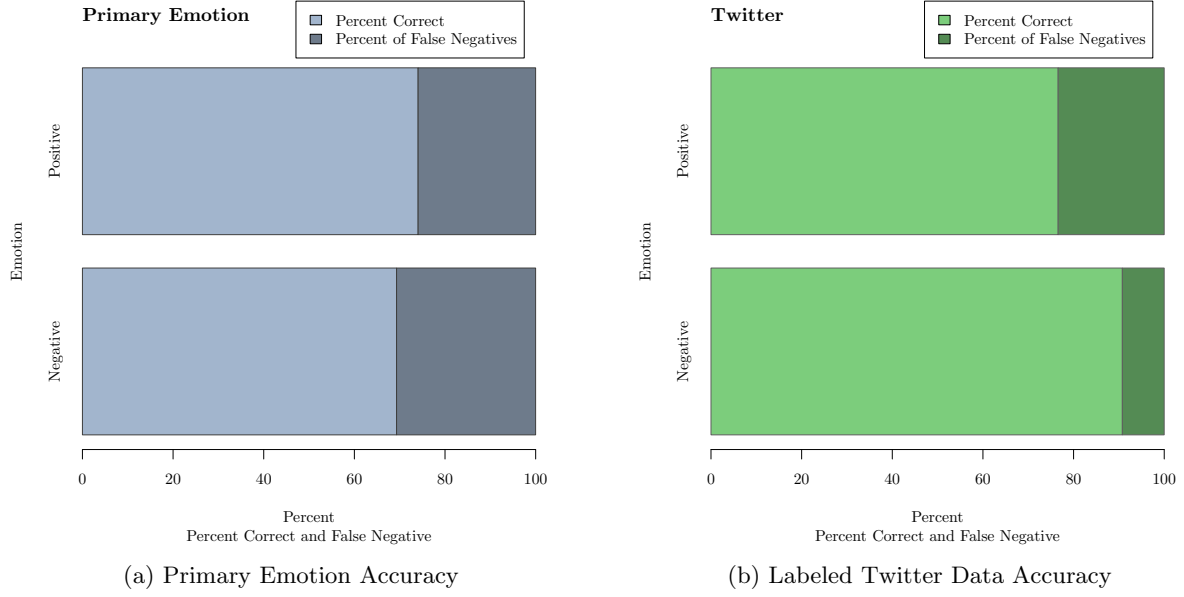 Primary Emotion
Percent Correct
Percent of False Negatives
Positive
Emotion
Negative
0 20 40 60 80 100
Percent
Percent Correct and False Negative
(a) Primary Emotion Accuracy
Twitter
Percent Correct
Percent of False Negatives
Positive
Emotion
Negative
0 20 40 60 80 100
Percent
Percent Correct and False Negative
(b) Labeled Twitter Data Accuracy